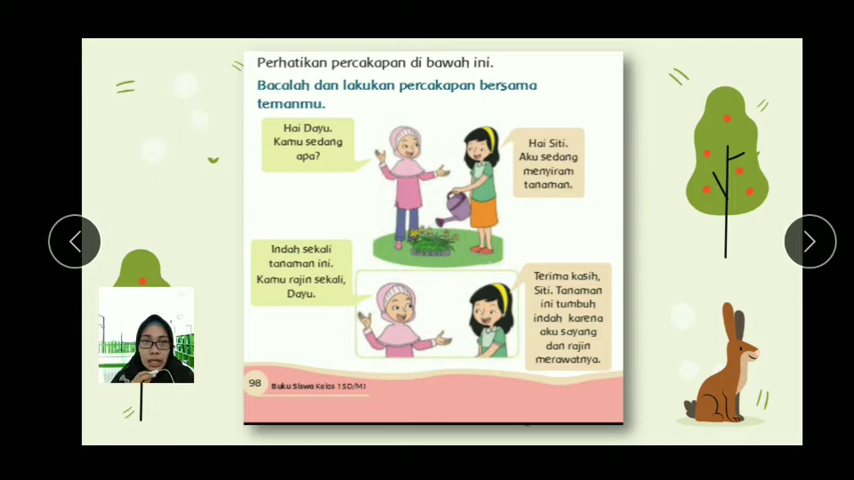 Perhatikan percakapan di bawah ini.
Bacalah dan lakukan percakapan bersama
temanmu.
Hai Dayu.
Kamu sedang
apa?
Hai Siti.
Aku sedang
menyiram
tanaman.
Indah sekali
tanaman ini.
Kamu rajin sekali,
Dayu.
Terima kasih,
Siti. Tanaman
ini tumbuh
indah karena
aku sayang
dan rajin
merawatnya.
98 Buku Siswa Kelas 1 SD/MI